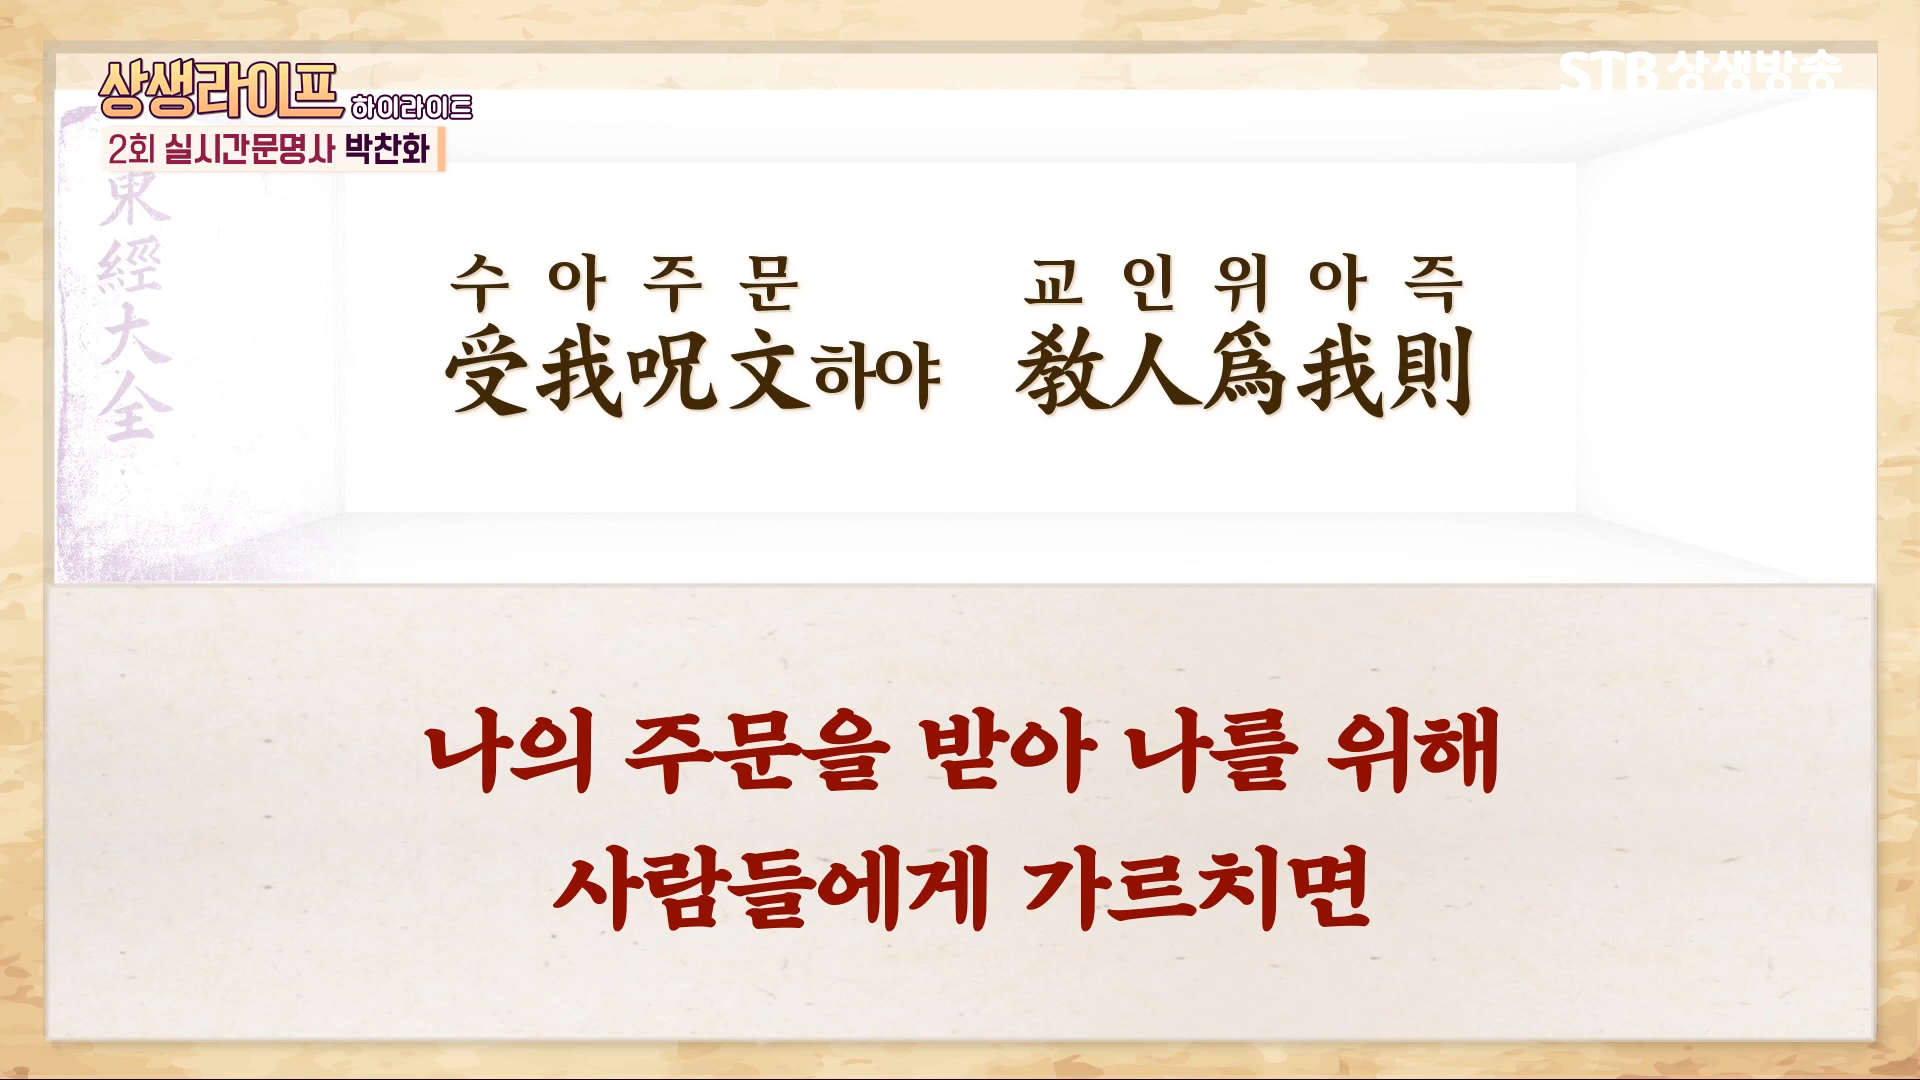 상생라이프 하이라이트
2회 실시간문명사 박찬화
STB 상생방송
東經大全
수아주문 교인위아즉
受我呪文하야 敎人爲我則
나의 주문을 받아 나를 위해
사람들에게 가르치면